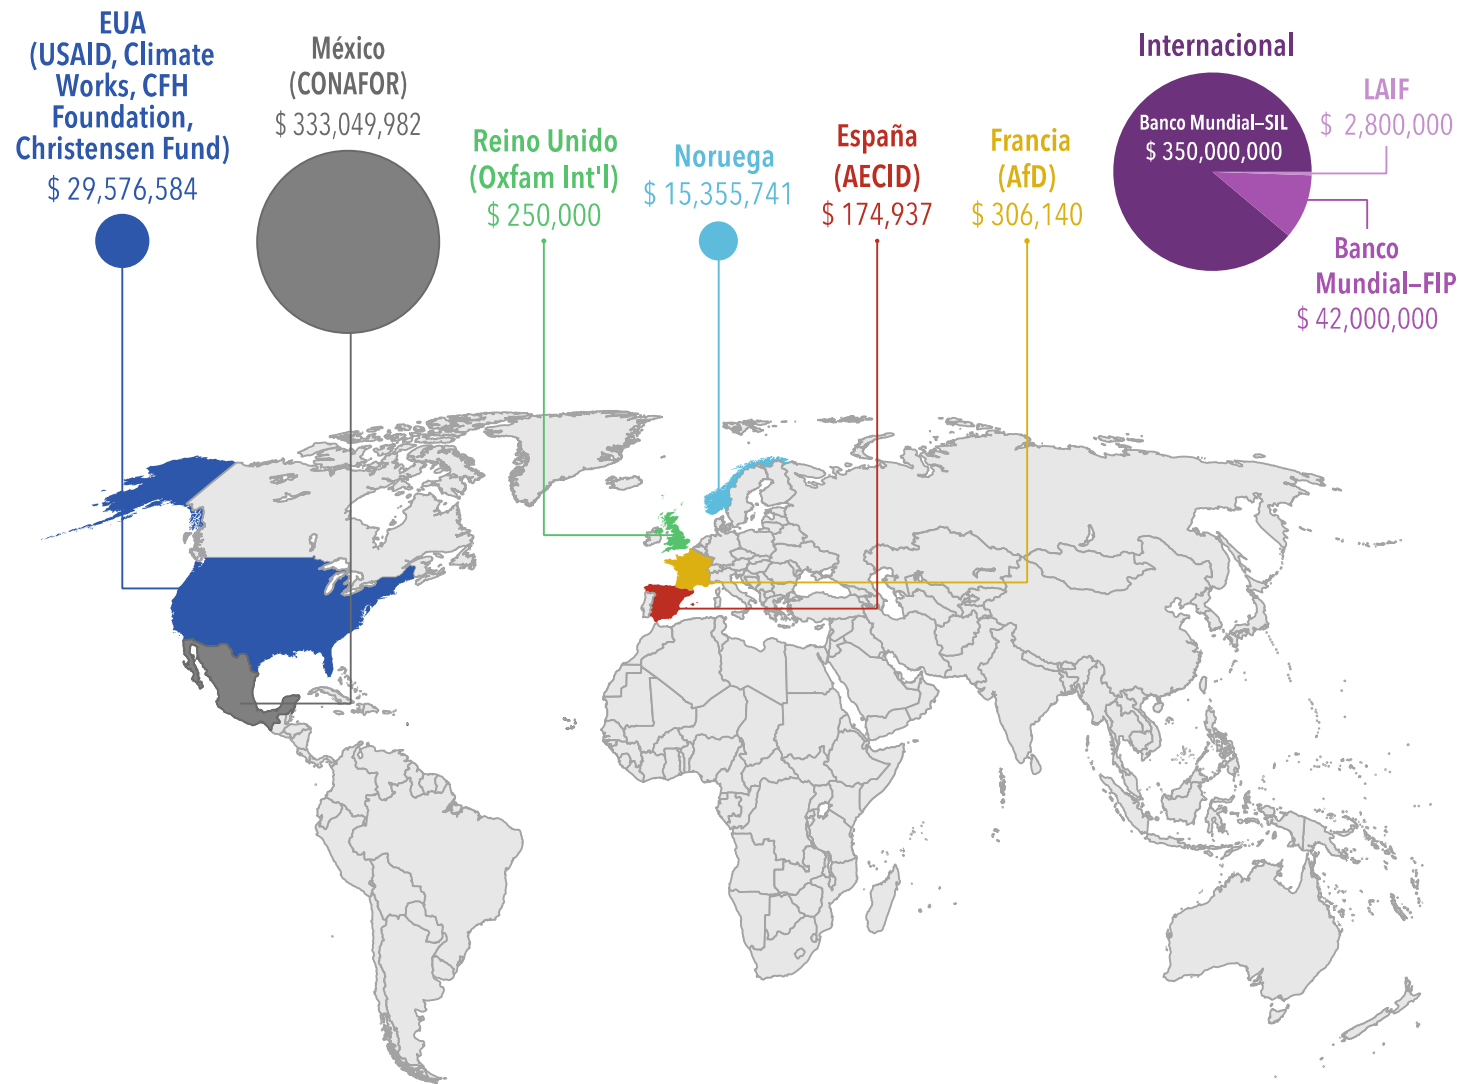 EUA
(USAID, Climate
Works, CFH
Foundation,
Christensen Fund)
$ 29,576,584
México
(CONAFOR)
$ 333,049,982
Reino Unido
(Oxfam Int'l)
$ 250,000
Noruega
$ 15,355,741
España
(AECID)
$ 174,937
Francia
(AfD)
$ 306,140
Internacional
Banco Mundial–SIL
$ 350,000,000
LAIF
$ 2,800,000
Banco
Mundial–FIP
$ 42,000,000